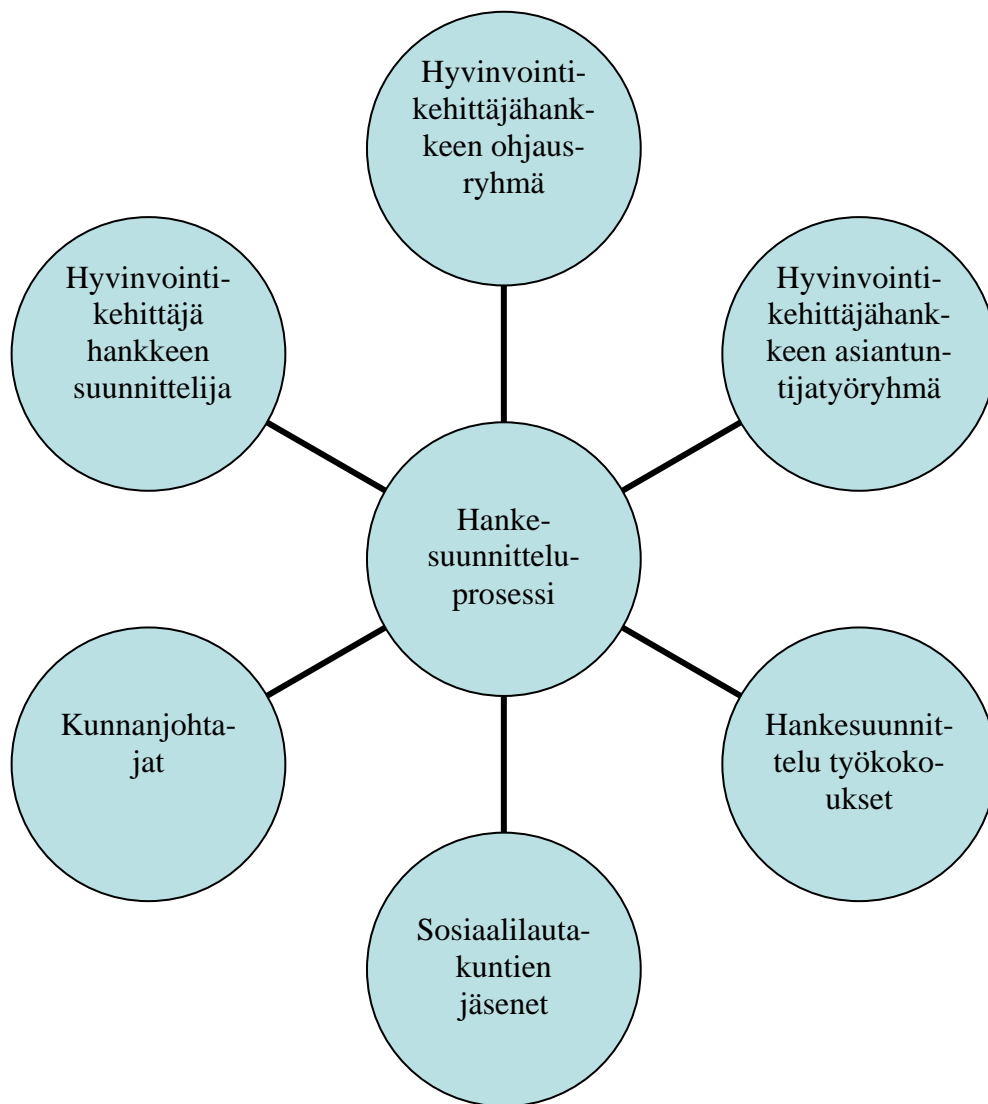 Hyvinvointi-
kehittäjähank-
keen ohjaus-
ryhmä
Hyvinvointi-
kehittäjä
hankkeen
suunnittelija
Hyvinvointi-
kehittäjähank-
keen asiantun-
tijatyöryhmä
Hanke-
suunnittelu-
prosessi
Kunnanjohta-
jat
Hankesuunnit-
telu työkoko-
ukset
Sosiaalilauta-
kuntien
jäsenet